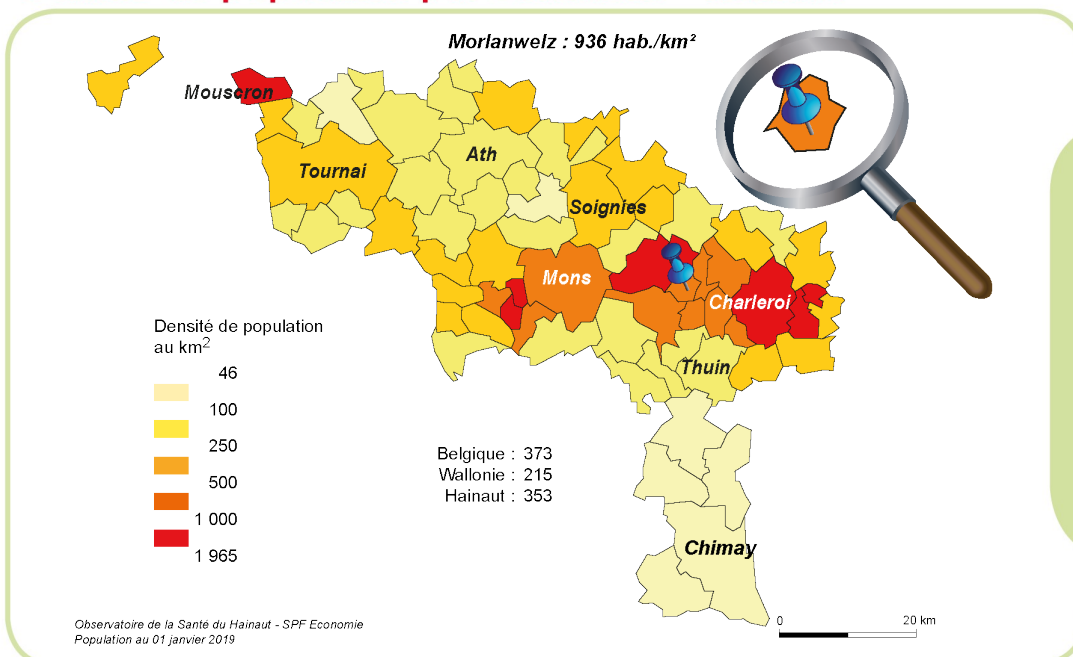 Morlanwelz : 936 hab./km²
Mouscron
Ath
Tournai
Soignies
Mons
Charleroi
Densité de population
au km2
Thuin
46
100
250
500
1 000
1 965
Belgique : 373
Wallonie : 215
Hainaut : 353
Chimay
Observatoire de la Santé du Hainaut - SPF Economie
Population au 01 janvier 2019
0 20 km